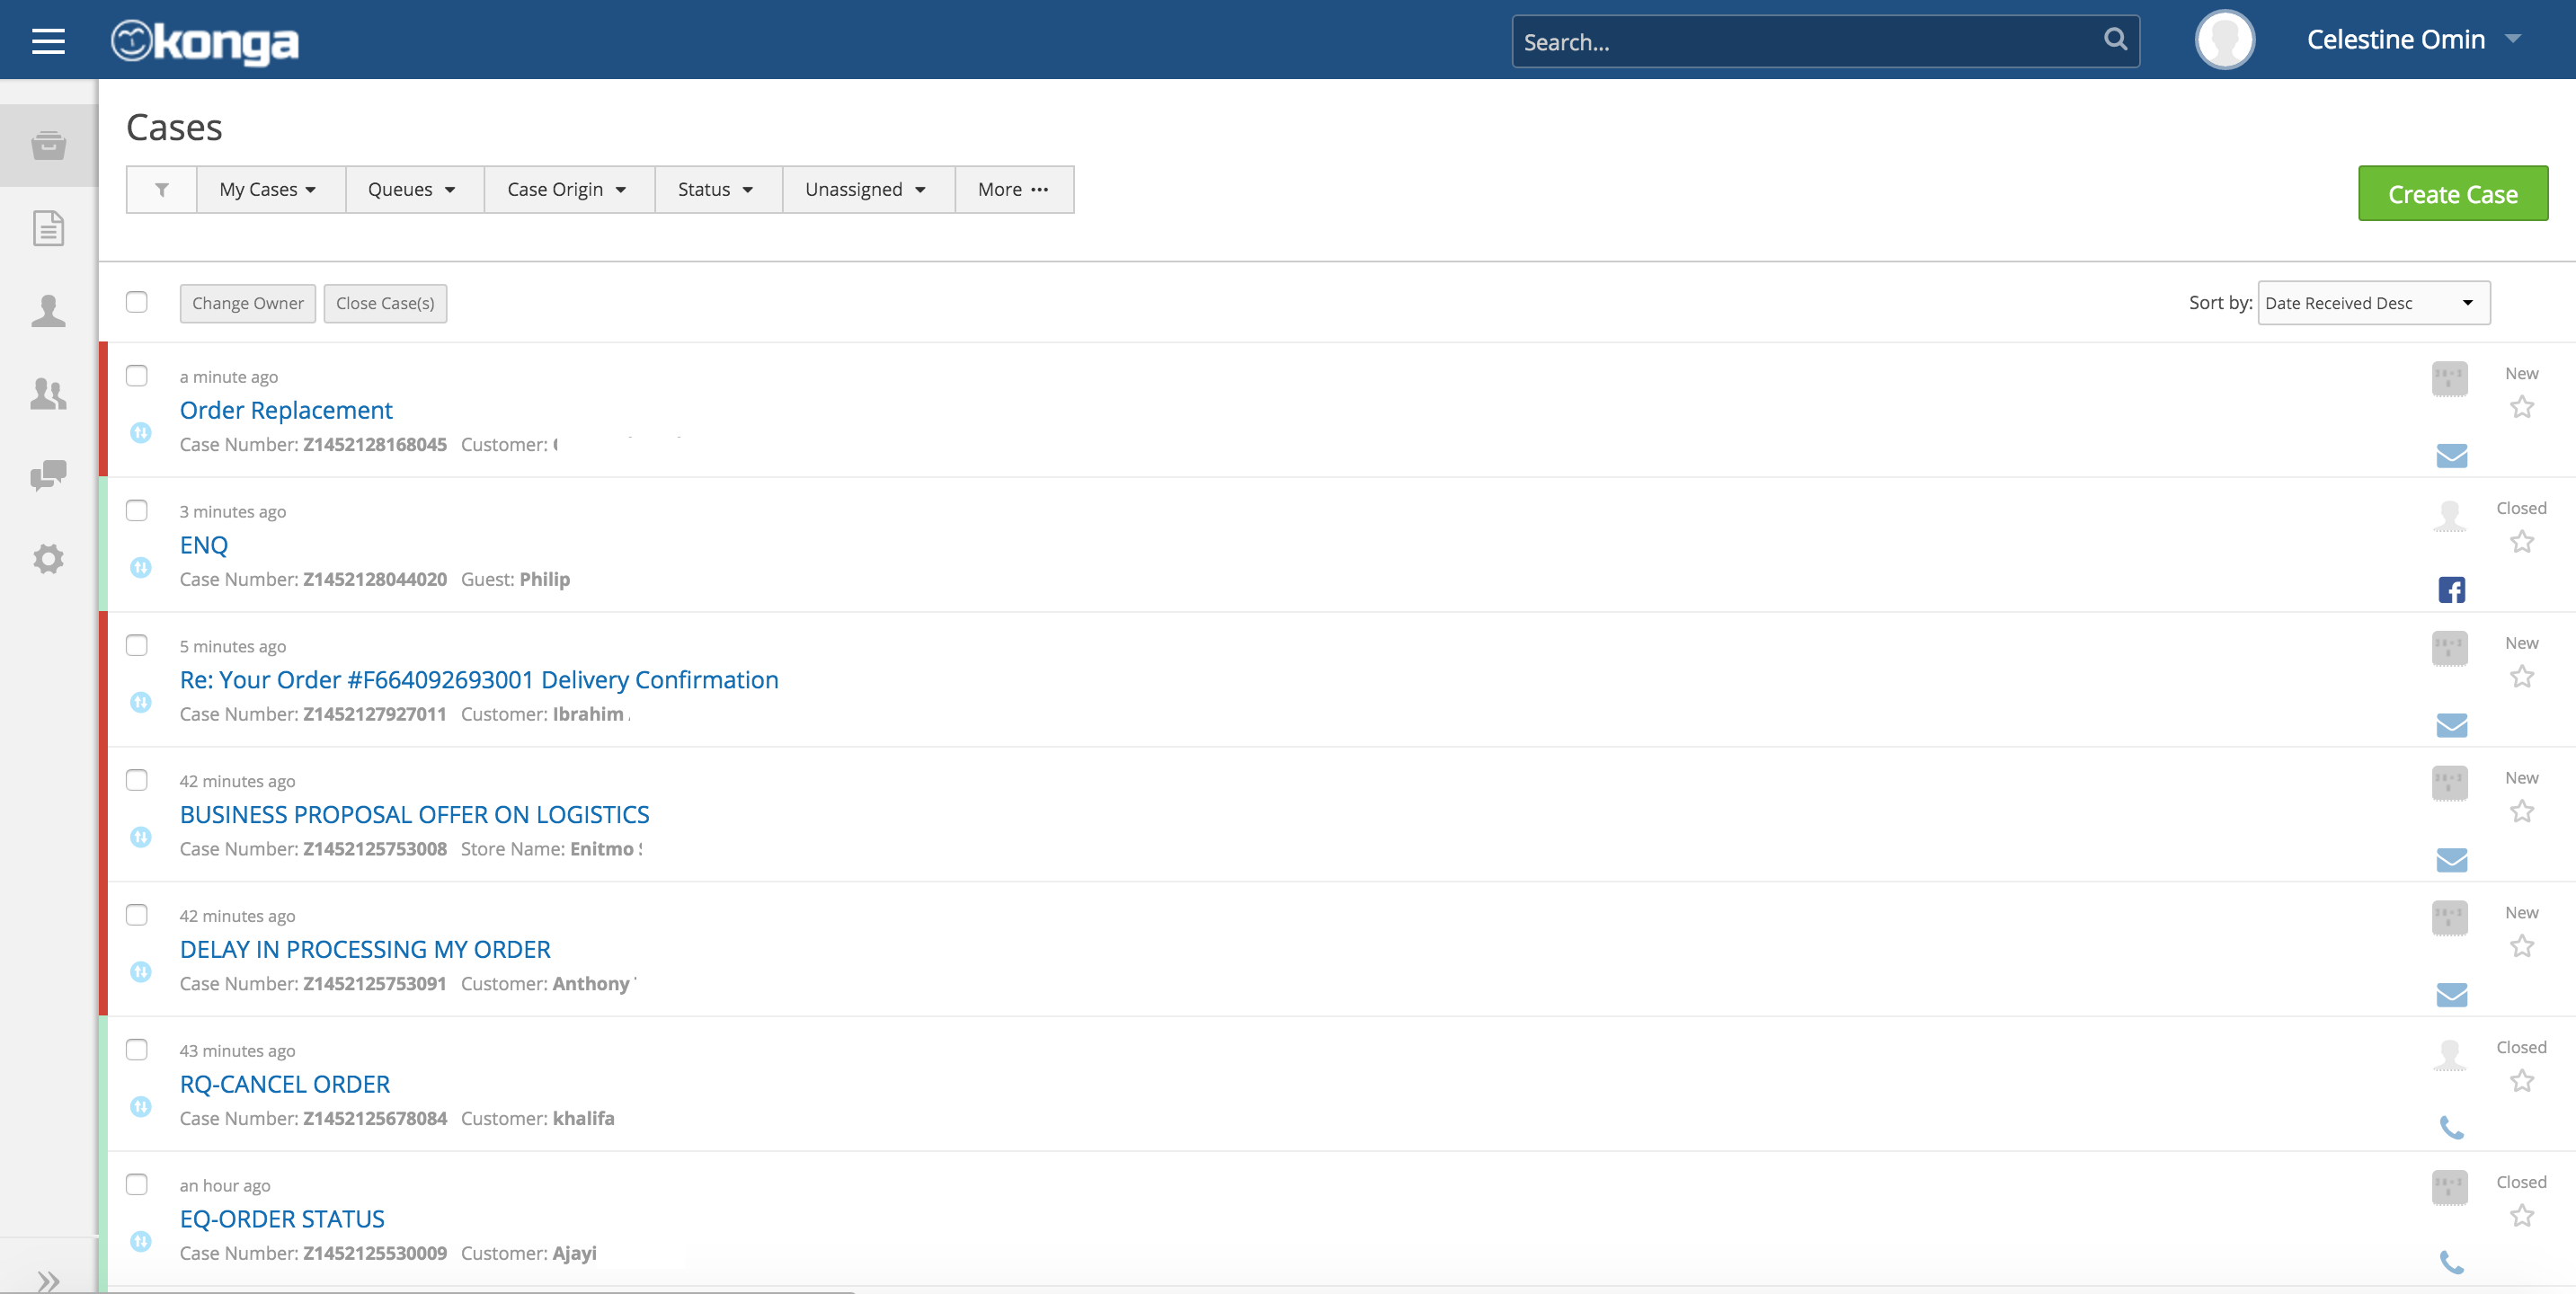 konga
Search...
Celestine Omin
Cases
My Cases Queues Case Origin Status Unassigned More ···
Create Case
Change Owner Close Case(s)
Sort by: Date Received Desc
a minute ago
New
Order Replacement
Case Number: Z1452128168045 Customer:
3 minutes ago
Closed
ENQ
Case Number: Z1452128044020 Guest: Philip
5 minutes ago
New
Re: Your Order #F664092693001 Delivery Confirmation
Case Number: Z1452127927011 Customer: Ibrahim
42 minutes ago
New
BUSINESS PROPOSAL OFFER ON LOGISTICS
Case Number: Z1452125753008 Store Name: Enitmo
42 minutes ago
New
DELAY IN PROCESSING MY ORDER
Case Number: Z1452125753091 Customer: Anthony
43 minutes ago
Closed
RQ-CANCEL ORDER
Case Number: Z1452125678084 Customer: khalifa
an hour ago
Closed
EQ-ORDER STATUS
Case Number: Z1452125530009 Customer: Ajayi